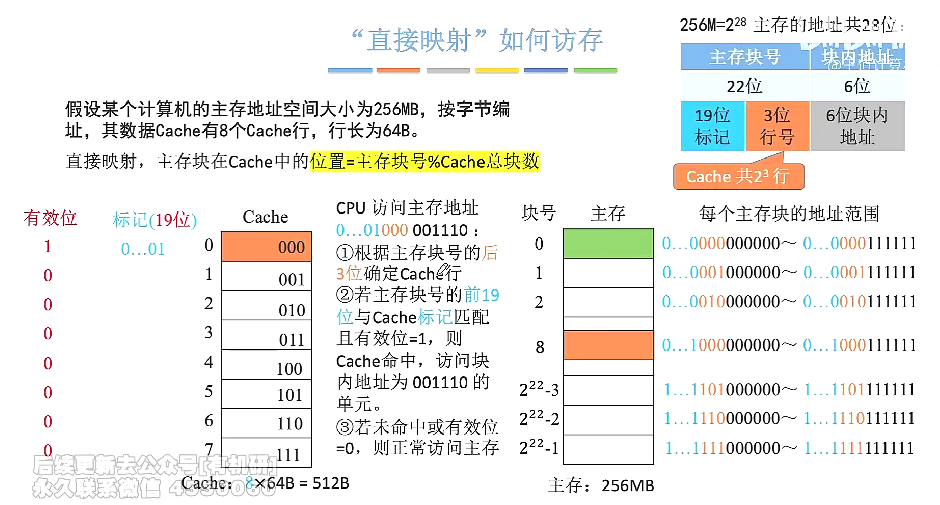 "直接映射"如何访存
256M=2²⁸ 主存的地址共28位：
主存块号 块内地址
22位 6位
19位标记 3位行号 6位块内地址
Cache 共2³ 行
假设某个计算机的主存地址空间大小为256MB，按字节编
址，其数据Cache有8个Cache行，行长为64B。
直接映射，主存块在Cache中的位置=主存块号%Cache总块数
有效位 标记(19位) Cache
1 0…01 0 000
0 1 001
0 2 010
0 3 011
0 4 100
0 5 101
0 6 110
0 7 111
Cache：8×64B = 512B
CPU 访问主存地址
0…01000 001110：
①根据主存块号的后
3位确定Cache行
②若主存块号的前19
位与Cache标记匹配
且有效位=1，则
Cache命中，访问块
内地址为 001110 的
单元。
③若未命中或有效位
=0，则正常访问主存
块号 主存 每个主存块的地址范围
0 0…0000000000～ 0…0000111111
1 0…0001000000～ 0…0001111111
2 0…0010000000～ 0…0010111111
8 0…1000000000～ 0…1000111111
2²²-3 1…1101000000～ 1…1101111111
2²²-2 1…1110000000～ 1…1110111111
2²²-1 1…1111000000～ 1…1111111111
主存：256MB
后续更新去公众号[有机研]
永久联系微信